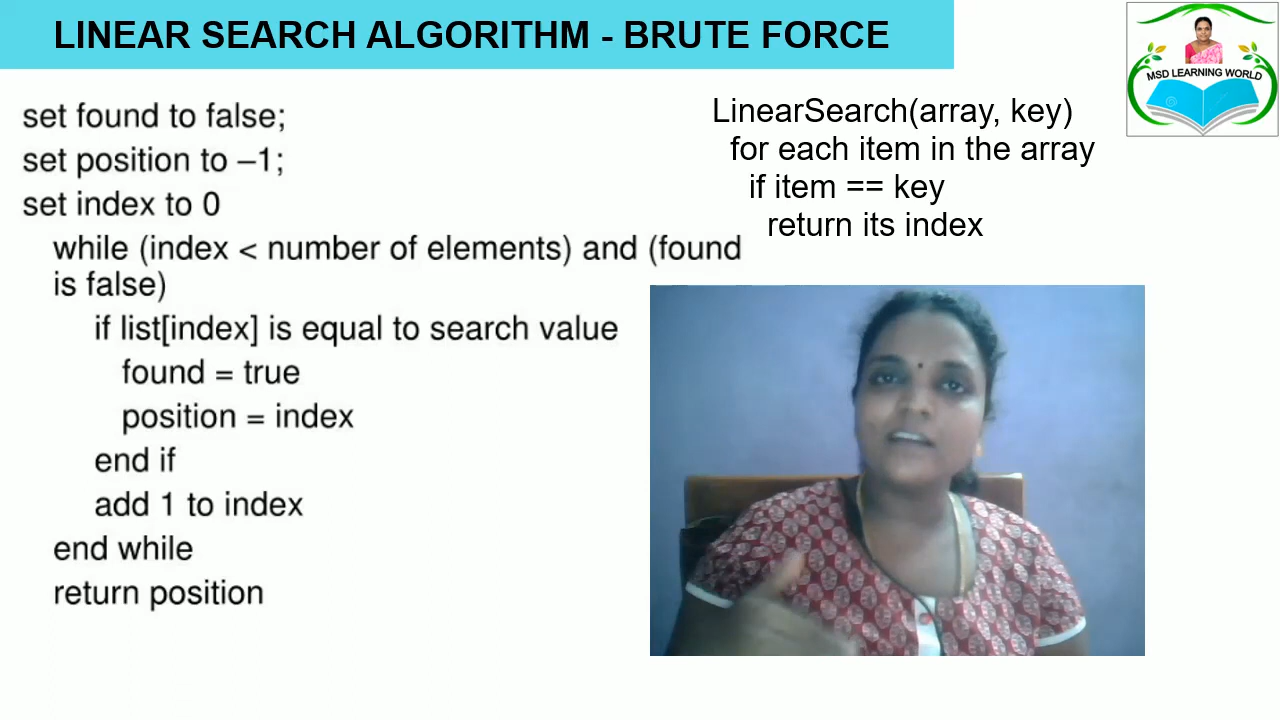 LINEAR SEARCH ALGORITHM - BRUTE FORCE
MSD LEARNING WORLD
set found to false;
set position to –1;
set index to 0
while (index < number of elements) and (found
is false)
if list[index] is equal to search value
found = true
position = index
end if
add 1 to index
end while
return position
LinearSearch(array, key)
for each item in the array
if item == key
return its index